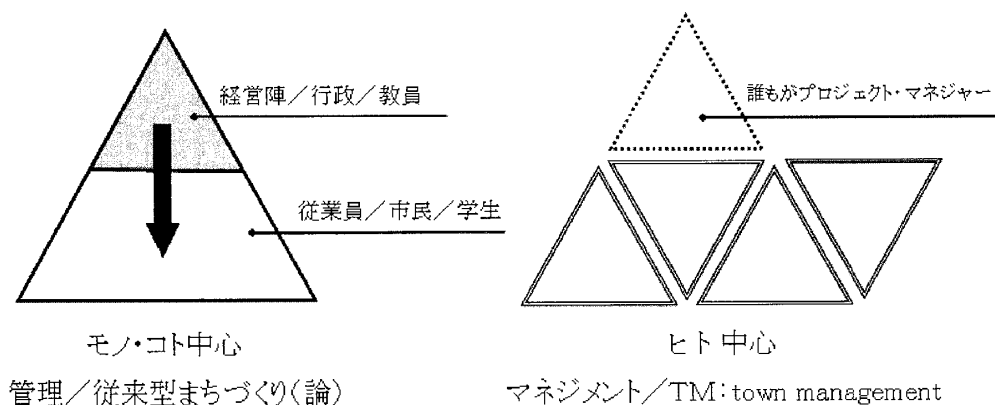 経営陣／行政／教員
従業員／市民／学生
モノ・コト中心
管理／従来型まちづくり(論)
誰もがプロジェクト・マネジャー
ヒト中心
マネジメント／TM：town management